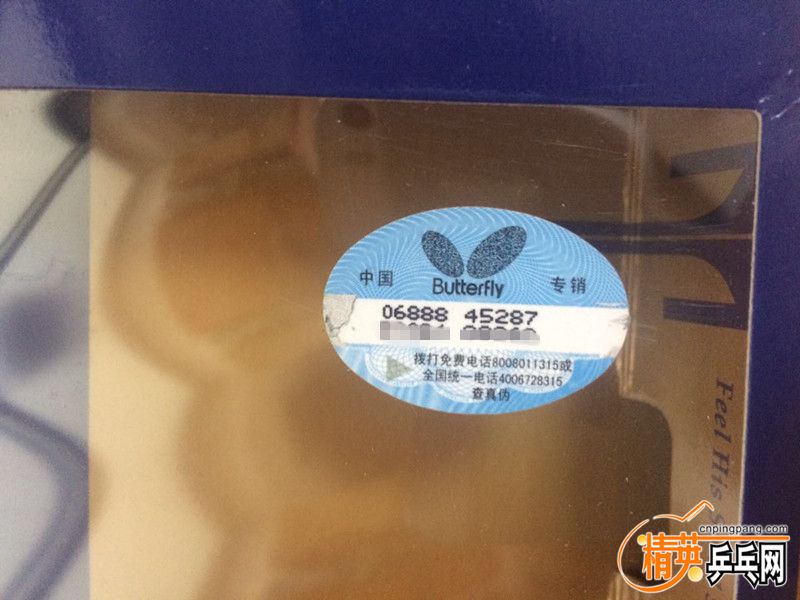 中国
Butterfly
专销
06888 45287
拨打免费电话8008011315或
全国统一电话4006728315
查真伪
Feel His S
cnpingpang.com
精英乒乓网